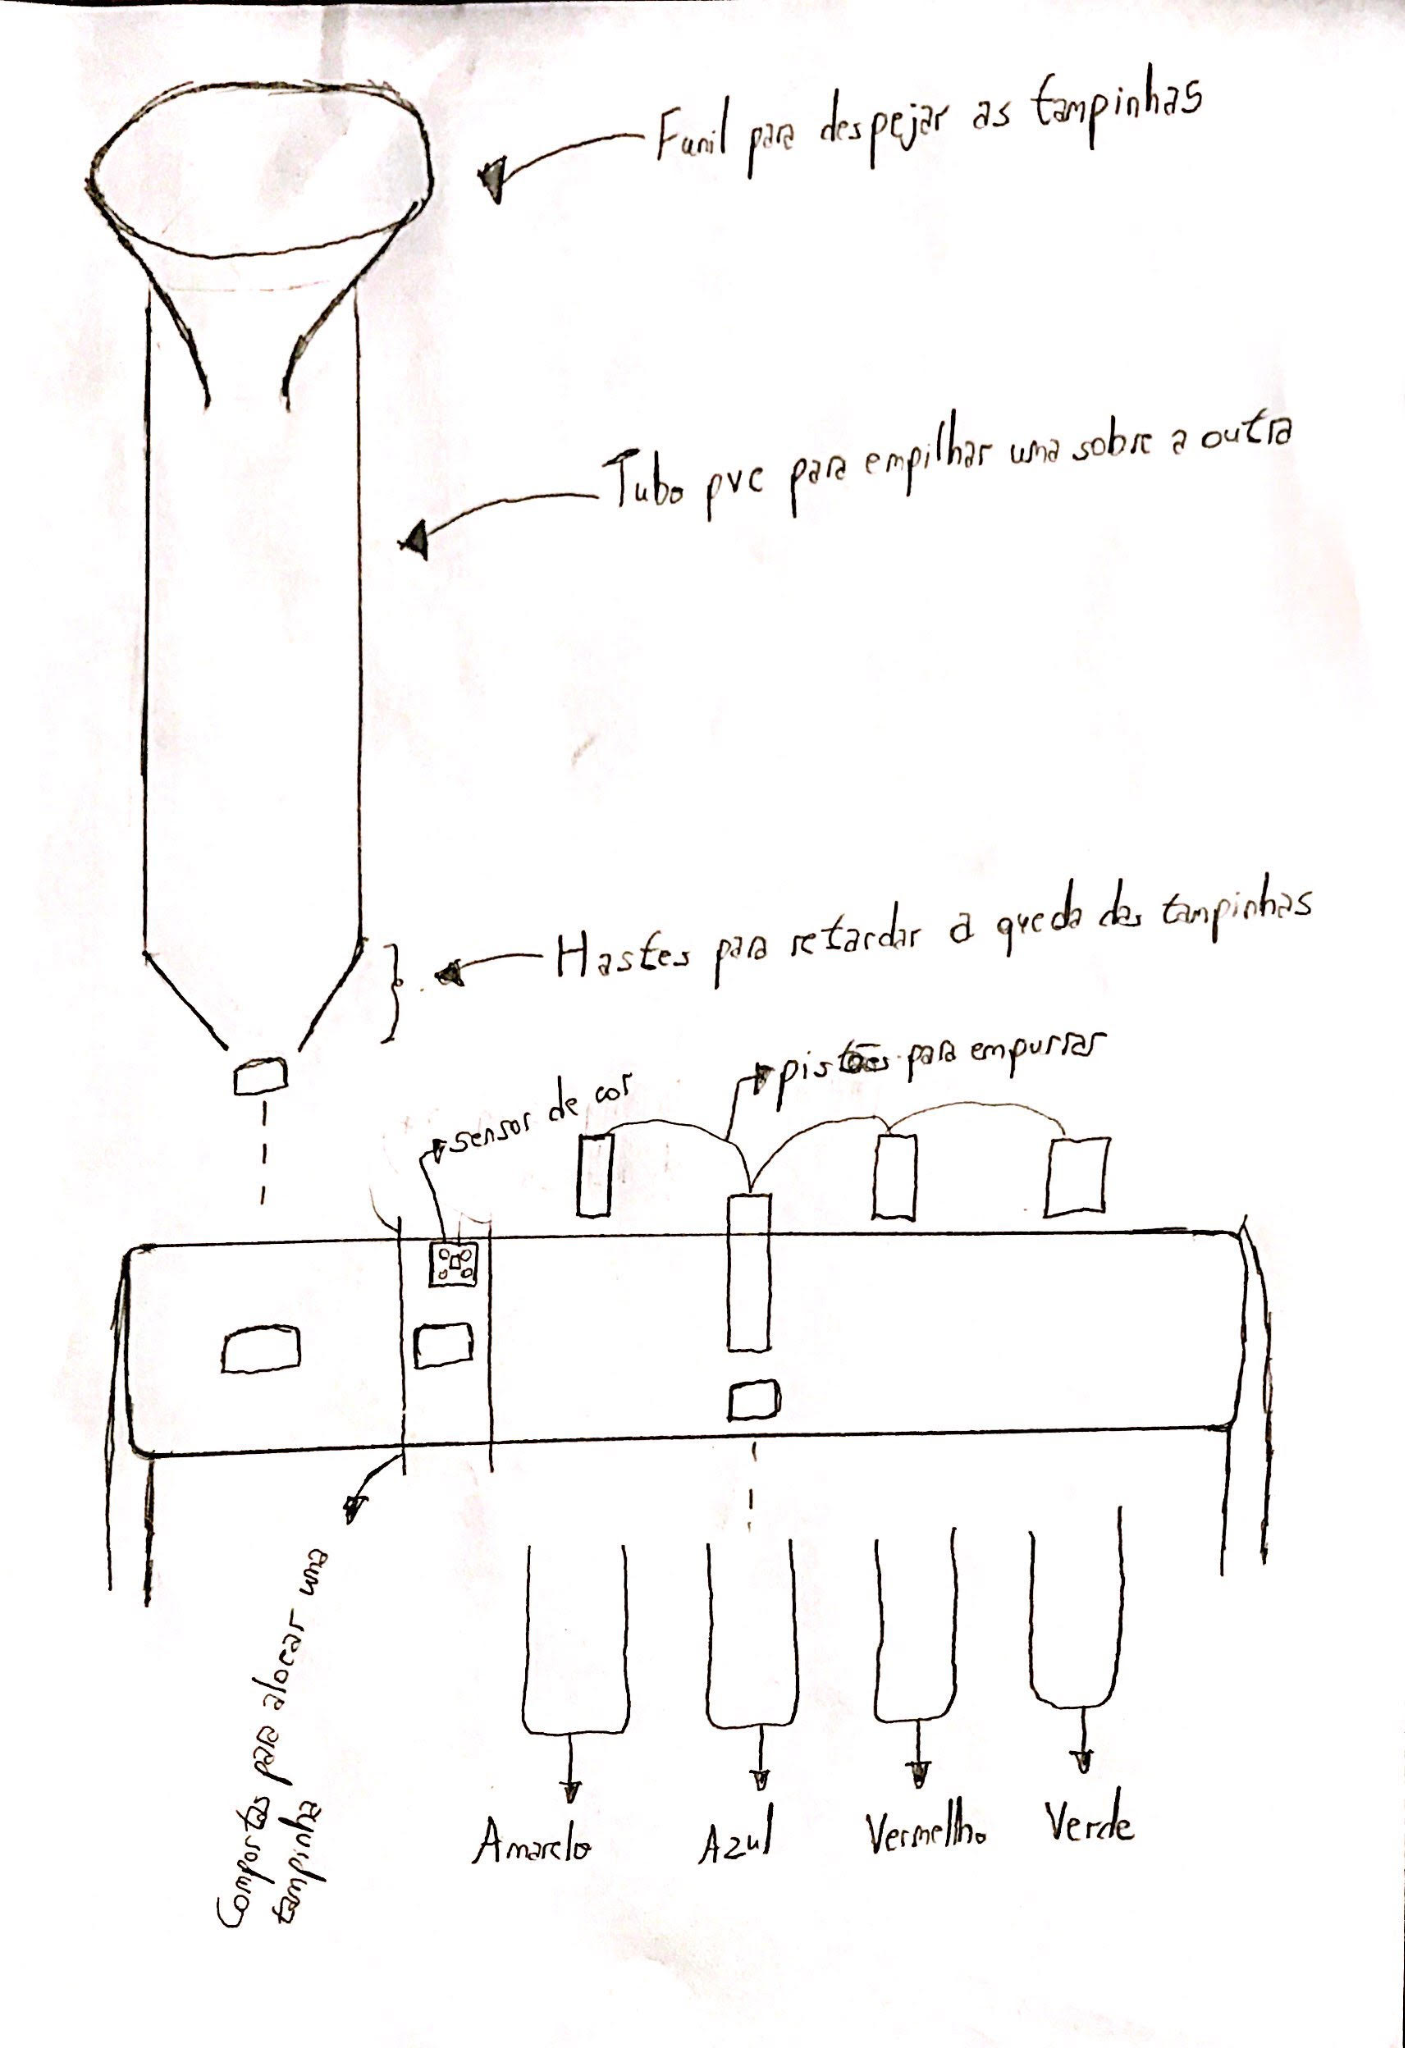 Funil para despejar as tampinhas
Tubo pvc para empilhar uma sobre a outra
Hastes para retardar a queda das tampinhas
pistões para empurrar
sensor de cor
Comportas para alocar uma
tampinha
Amarelo
Azul
Vermelho
Verde